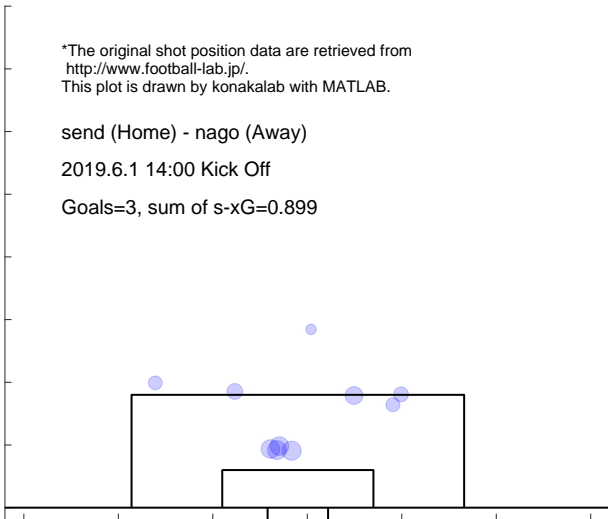 *The original shot position data are retrieved from
http://www.football-lab.jp/.
This plot is drawn by konakalab with MATLAB.
send (Home) - nago (Away)
2019.6.1 14:00 Kick Off
Goals=3, sum of s-xG=0.899